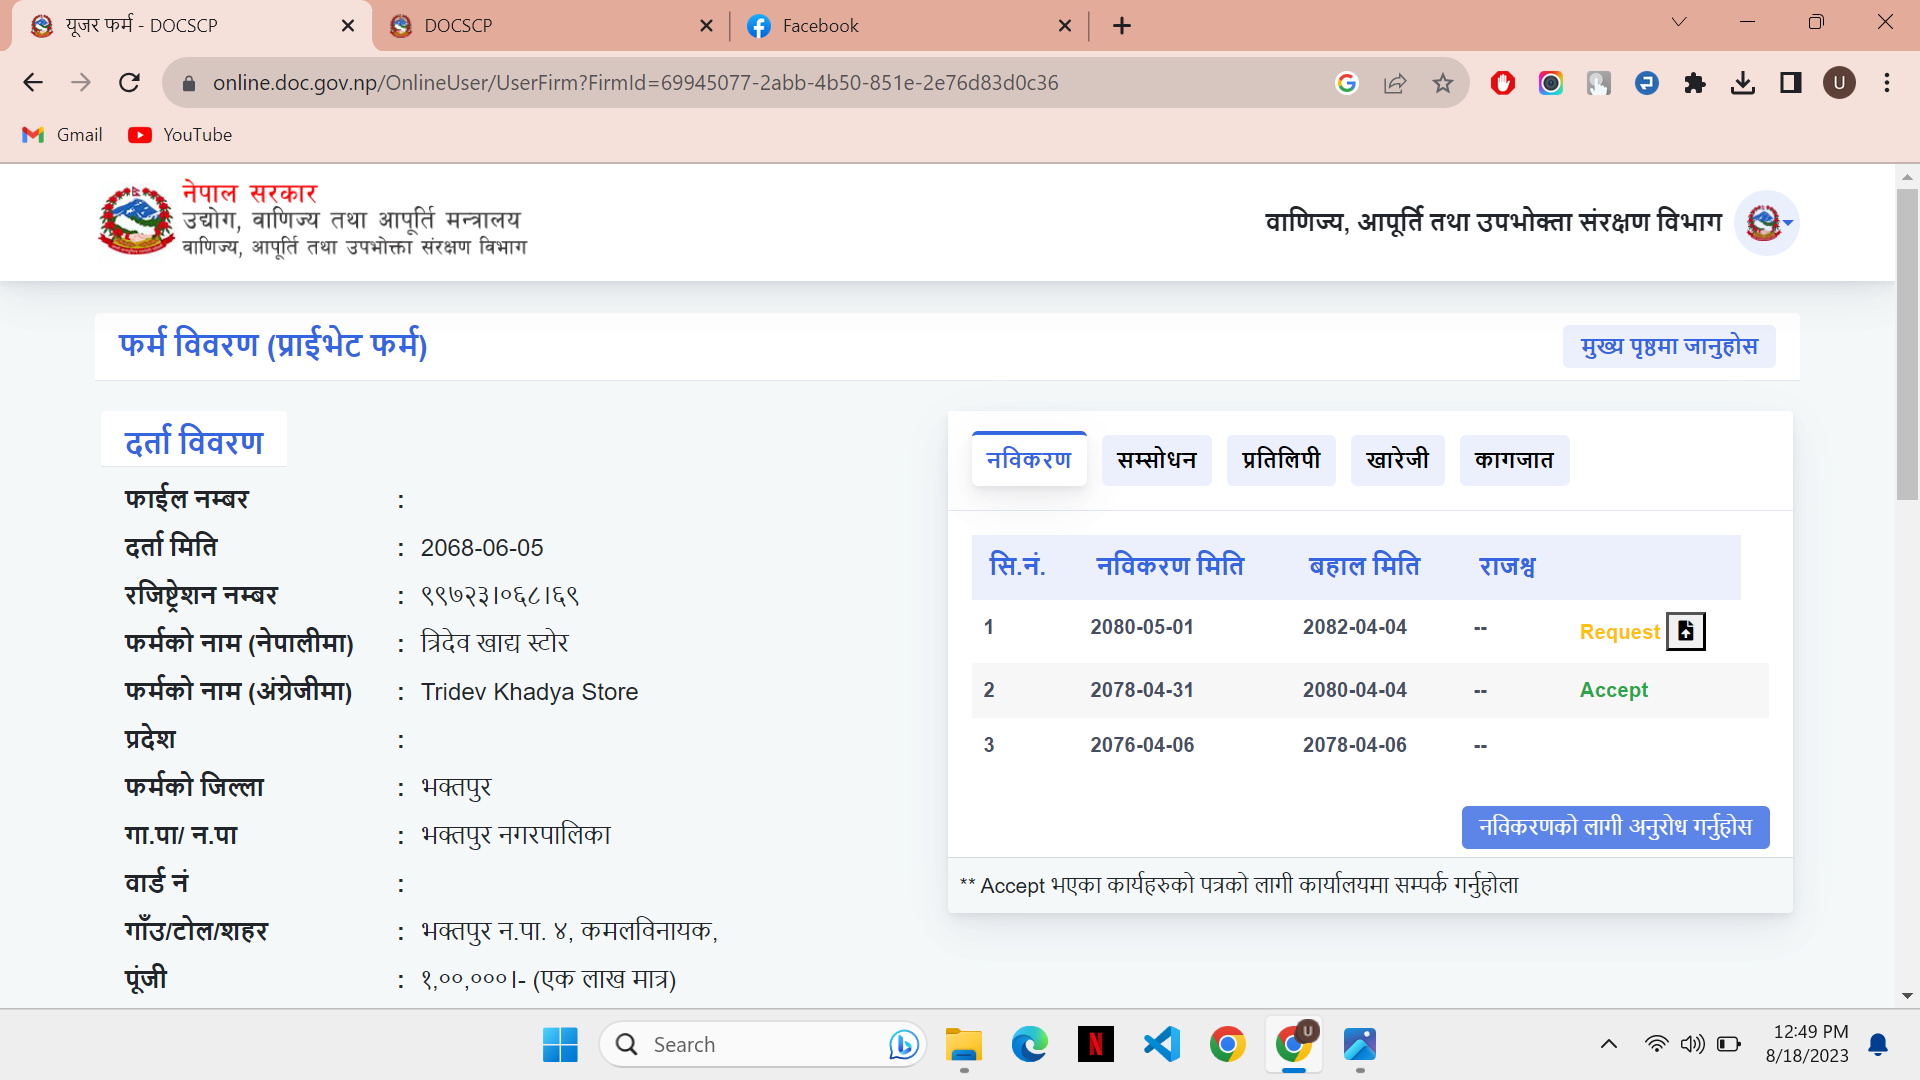 यूजर फर्म - DOCSCP
DOCSCP
Facebook
online.doc.gov.np/OnlineUser/UserFirm?FirmId=69945077-2abb-4b50-851e-2e76d83d0c36
U
Gmail
YouTube
नेपाल सरकार
उद्योग, वाणिज्य तथा आपूर्ति मन्त्रालय
वाणिज्य, आपूर्ति तथा उपभोक्ता संरक्षण विभाग
वाणिज्य, आपूर्ति तथा उपभोक्ता संरक्षण विभाग
फर्म विवरण (प्राईभेट फर्म)
मुख्य पृष्ठमा जानुहोस
दर्ता विवरण
फाईल नम्बर :
दर्ता मिति : 2068-06-05
रजिष्ट्रेशन नम्बर : ९९७२३।०६८।६९
फर्मको नाम (नेपालीमा) : त्रिदेव खाद्य स्टोर
फर्मको नाम (अंग्रेजीमा) : Tridev Khadya Store
प्रदेश :
फर्मको जिल्ला : भक्तपुर
गा.पा/ न.पा : भक्तपुर नगरपालिका
वार्ड नं :
गाँउ/टोल/शहर : भक्तपुर न.पा. ४, कमलविनायक,
पूंजी : १,००,०००।- (एक लाख मात्र)
नविकरण सम्सोधन प्रतिलिपी खारेजी कागजात
सि.नं. नविकरण मिति बहाल मिति राजश्व
1 2080-05-01 2082-04-04 -- Request
2 2078-04-31 2080-04-04 -- Accept
3 2076-04-06 2078-04-06 --
नविकरणको लागी अनुरोध गर्नुहोस
** Accept भएका कार्यहरुको पत्रको लागी कार्यालयमा सम्पर्क गर्नुहोला
Search
N
U
12:49 PM
8/18/2023